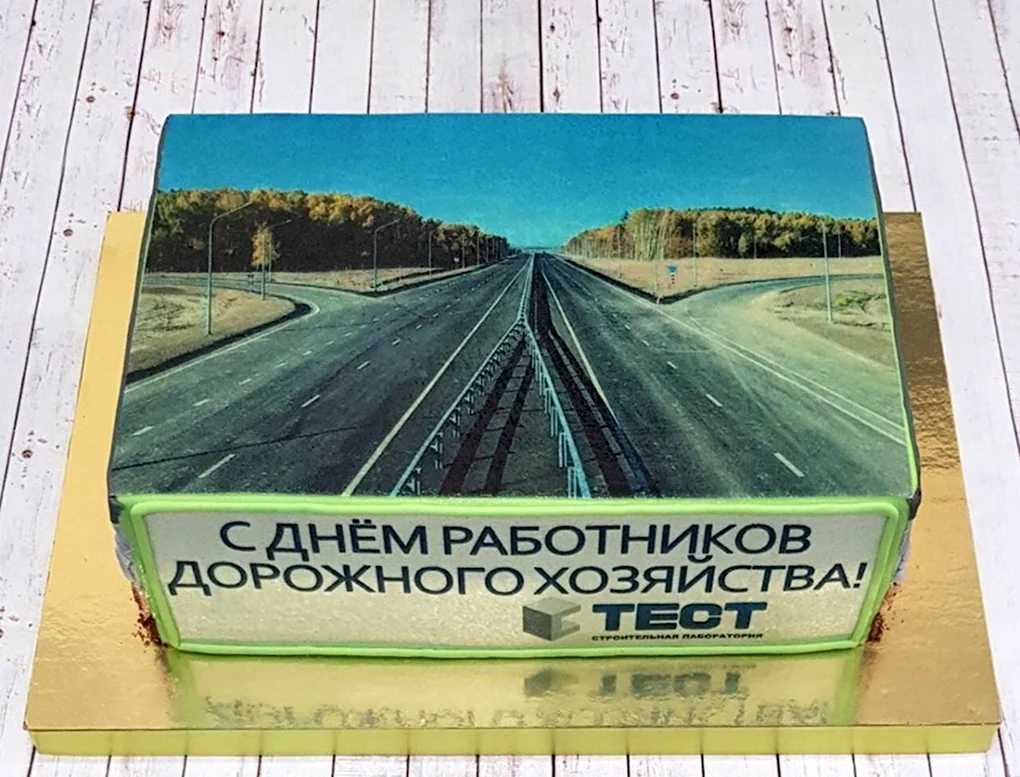 С ДНЁМ РАБОТНИКОВ
ДОРОЖНОГО ХОЗЯЙСТВА!
ТЕСТ
СТРОИТЕЛЬНАЯ ЛАБОРАТОРИЯ